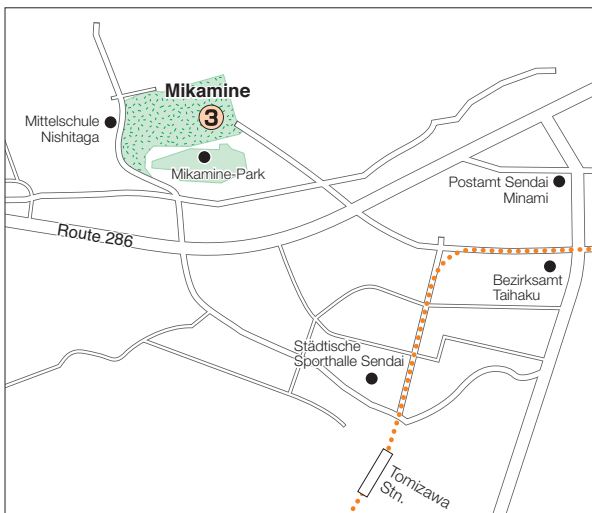 Mikamine
3
Mittelschule
Nishitaga
Mikamine-Park
Postamt Sendai
Minami
Route 286
Bezirksamt
Taihaku
Städtische
Sporthalle Sendai
Tomizawa
Stn.